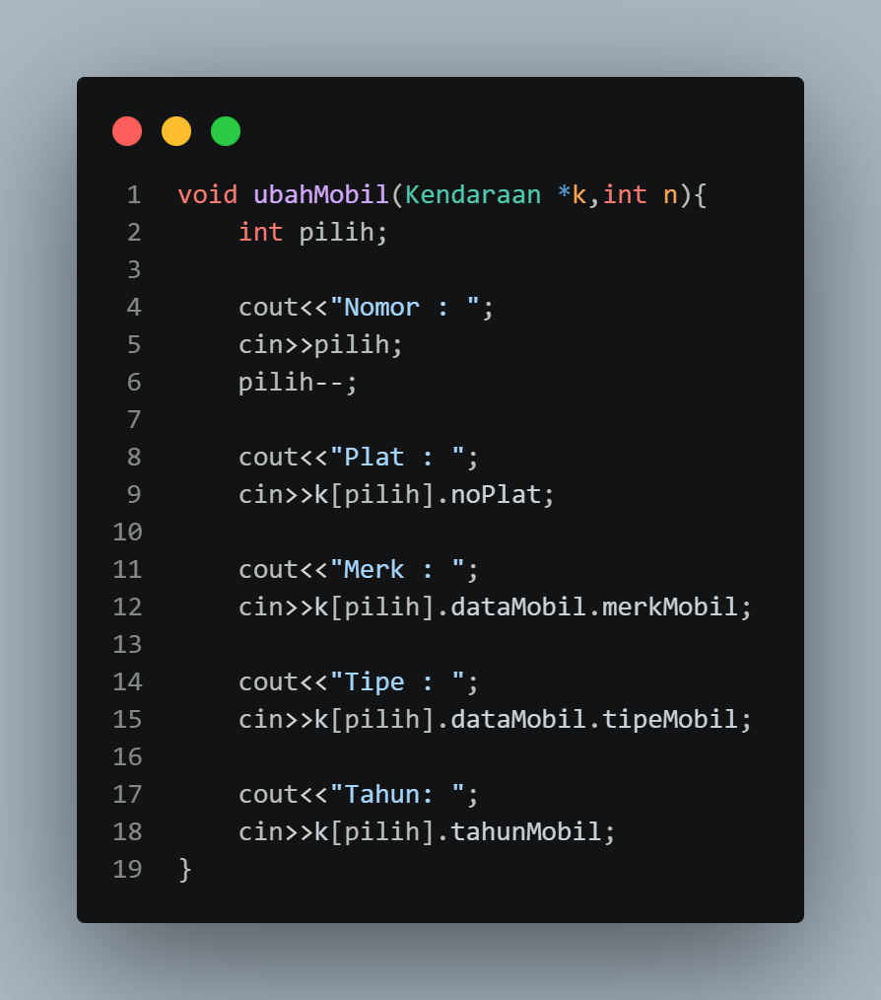 1 void ubahMobil(Kendaraan *k,int n){
2     int pilih;
3
4     cout<<"Nomor : ";
5     cin>>pilih;
6     pilih--;
7
8     cout<<"Plat : ";
9     cin>>k[pilih].noPlat;
10
11     cout<<"Merk : ";
12     cin>>k[pilih].dataMobil.merkMobil;
13
14     cout<<"Tipe : ";
15     cin>>k[pilih].dataMobil.tipeMobil;
16
17     cout<<"Tahun: ";
18     cin>>k[pilih].tahunMobil;
19 }